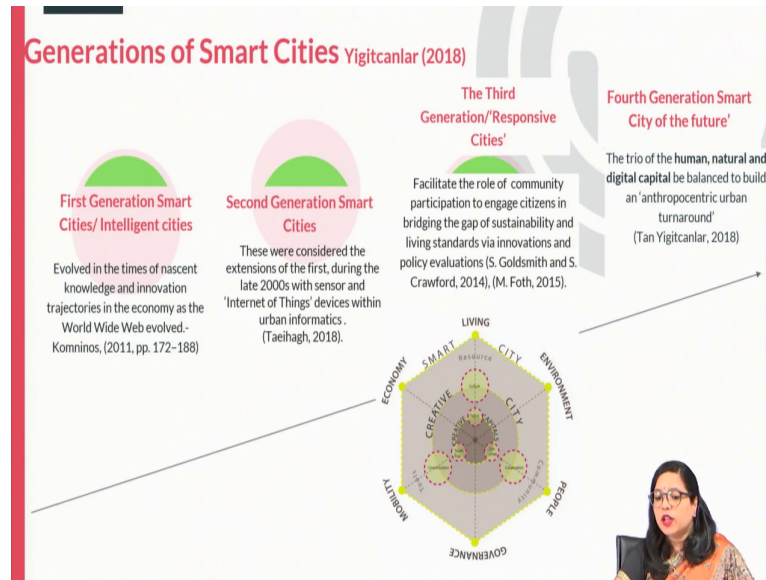 Generations of Smart Cities Yigitcanlar (2018)
First Generation Smart
Cities/ Intelligent cities
Evolved in the times of nascent
knowledge and innovation
trajectories in the economy as the
World Wide Web evolved.-
Komninos, (2011, pp. 172–188)
Second Generation Smart
Cities
These were considered the
extensions of the first, during the
late 2000s with sensor and
'Internet of Things' devices within
urban informatics .
(Taeihagh, 2018).
The Third
Generation/'Responsive
Cities'
Facilitate the role of community
participation to engage citizens in
bridging the gap of sustainability and
living standards via innovations and
policy evaluations (S. Goldsmith and S.
Crawford, 2014), (M. Foth, 2015).
Fourth Generation Smart
City of the future'
The trio of the human, natural and
digital capital be balanced to build
an 'anthropocentric urban
turnaround'
(Tan Yigitcanlar, 2018)
LIVING
SMART CITY
Resource
ECONOMY
ENVIRONMENT
CREATIVE CITY
Tools
Community
MOBILITY
PEOPLE
GOVERNANCE